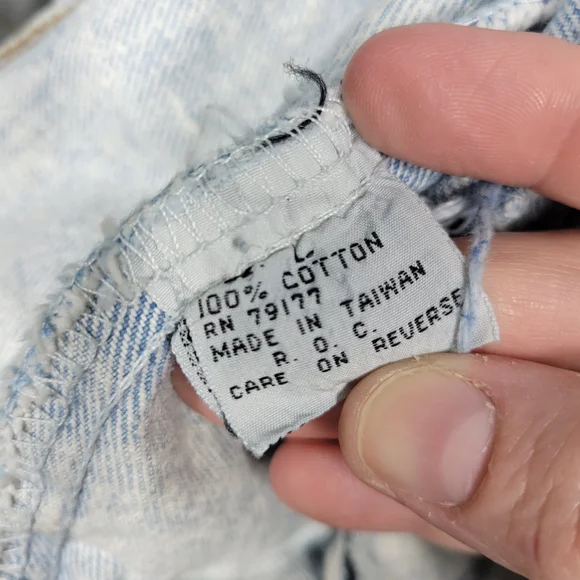 L
100% COTTON
RN 79177
MADE IN TAIWAN
R. O. C.
CARE ON REVERSE